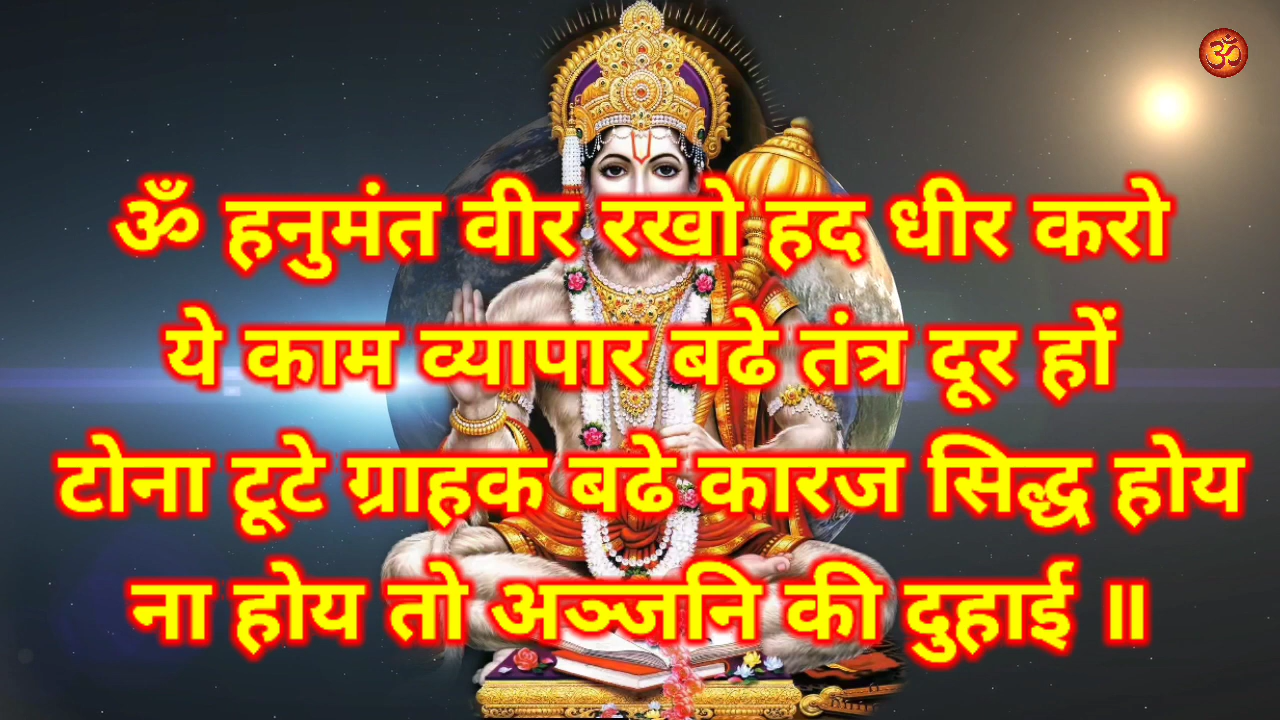 ॐ
ॐ हनुमंत वीर रखो हद धीर करो
ये काम व्यापार बढे तंत्र दूर हों
टोना टूटे ग्राहक बढे कारज सिद्ध होय
ना होय तो अञ्जनि की दुहाई ॥